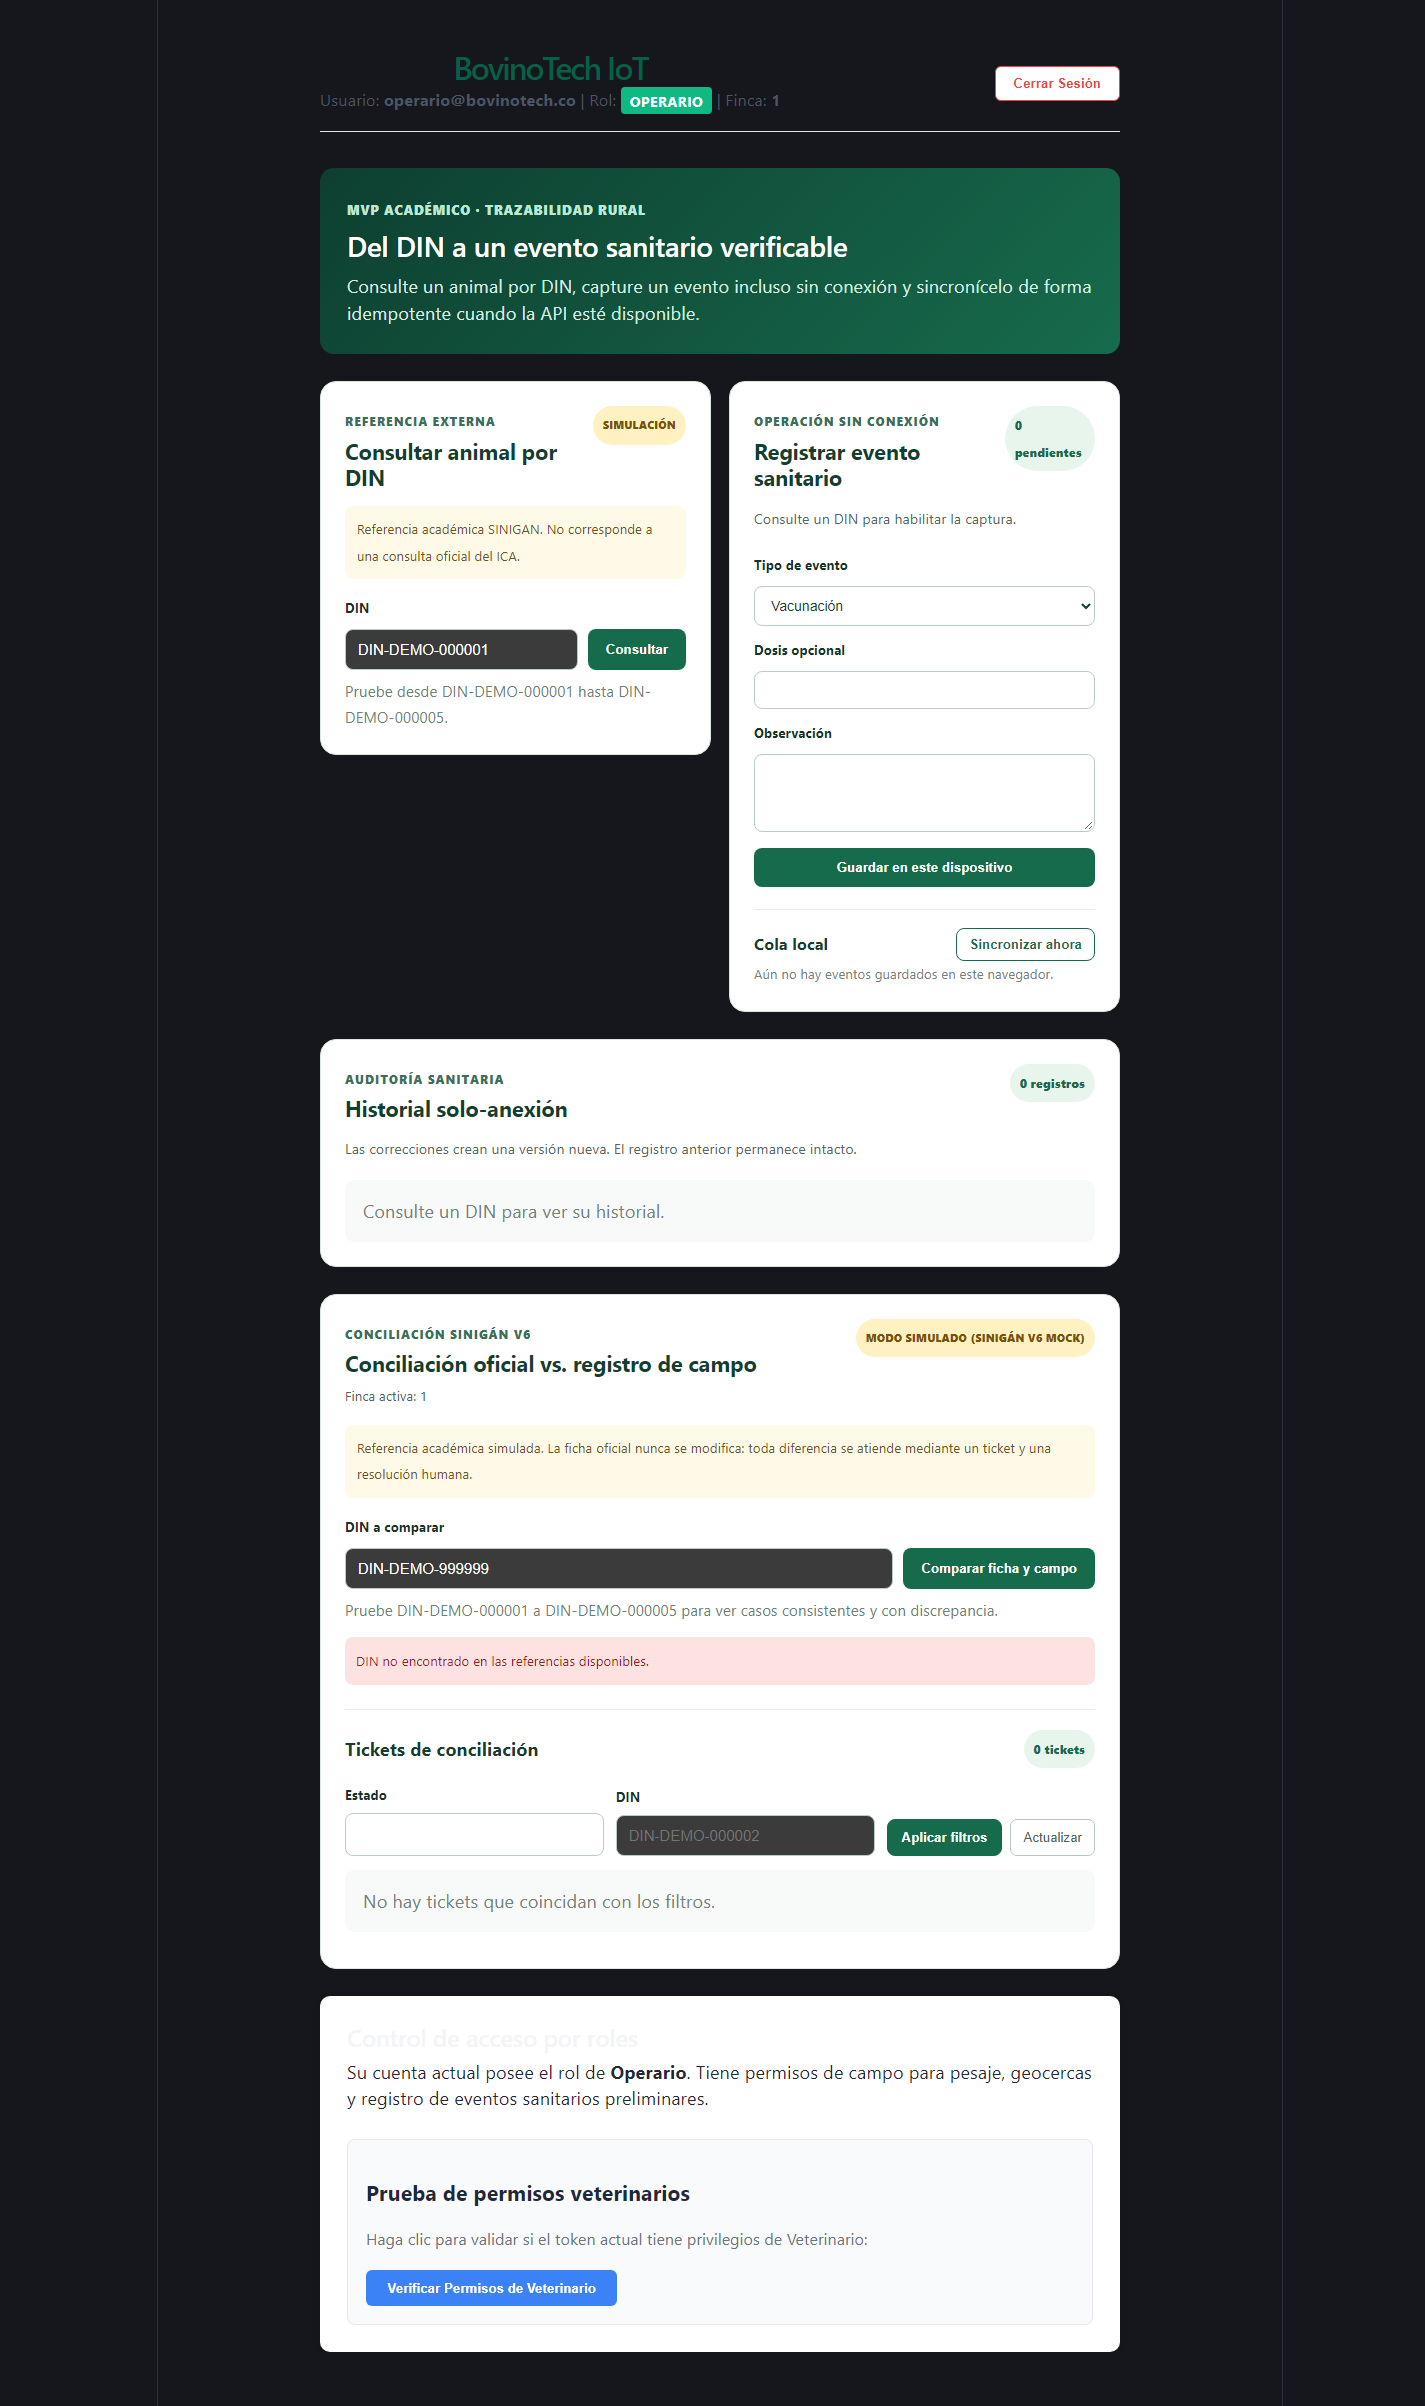 BovinoTech IoT
Usuario: operario@bovinotech.co | Rol: OPERARIO | Finca: 1
Cerrar Sesión
MVP ACADÉMICO · TRAZABILIDAD RURAL
Del DIN a un evento sanitario verificable
Consulte un animal por DIN, capture un evento incluso sin conexión y sincronícelo de forma
idempotente cuando la API esté disponible.
REFERENCIA EXTERNA
SIMULACIÓN
Consultar animal por
DIN
Referencia académica SINIGAN. No corresponde a
una consulta oficial del ICA.
DIN
DIN-DEMO-000001
Consultar
Pruebe desde DIN-DEMO-000001 hasta DIN-
DEMO-000005.
OPERACIÓN SIN CONEXIÓN
0
pendientes
Registrar evento
sanitario
Consulte un DIN para habilitar la captura.
Tipo de evento
Vacunación
Dosis opcional
Observación
Guardar en este dispositivo
Cola local
Sincronizar ahora
Aún no hay eventos guardados en este navegador.
AUDITORÍA SANITARIA
0 registros
Historial solo-anexión
Las correcciones crean una versión nueva. El registro anterior permanece intacto.
Consulte un DIN para ver su historial.
CONCILIACIÓN SINIGÁN V6
MODO SIMULADO (SINIGÁN V6 MOCK)
Conciliación oficial vs. registro de campo
Finca activa: 1
Referencia académica simulada. La ficha oficial nunca se modifica: toda diferencia se atiende mediante un ticket y una
resolución humana.
DIN a comparar
DIN-DEMO-999999
Comparar ficha y campo
Pruebe DIN-DEMO-000001 a DIN-DEMO-000005 para ver casos consistentes y con discrepancia.
DIN no encontrado en las referencias disponibles.
Tickets de conciliación
0 tickets
Estado
DIN
DIN-DEMO-000002
Aplicar filtros
Actualizar
No hay tickets que coincidan con los filtros.
Control de acceso por roles
Su cuenta actual posee el rol de Operario. Tiene permisos de campo para pesaje, geocercas
y registro de eventos sanitarios preliminares.
Prueba de permisos veterinarios
Haga clic para validar si el token actual tiene privilegios de Veterinario:
Verificar Permisos de Veterinario